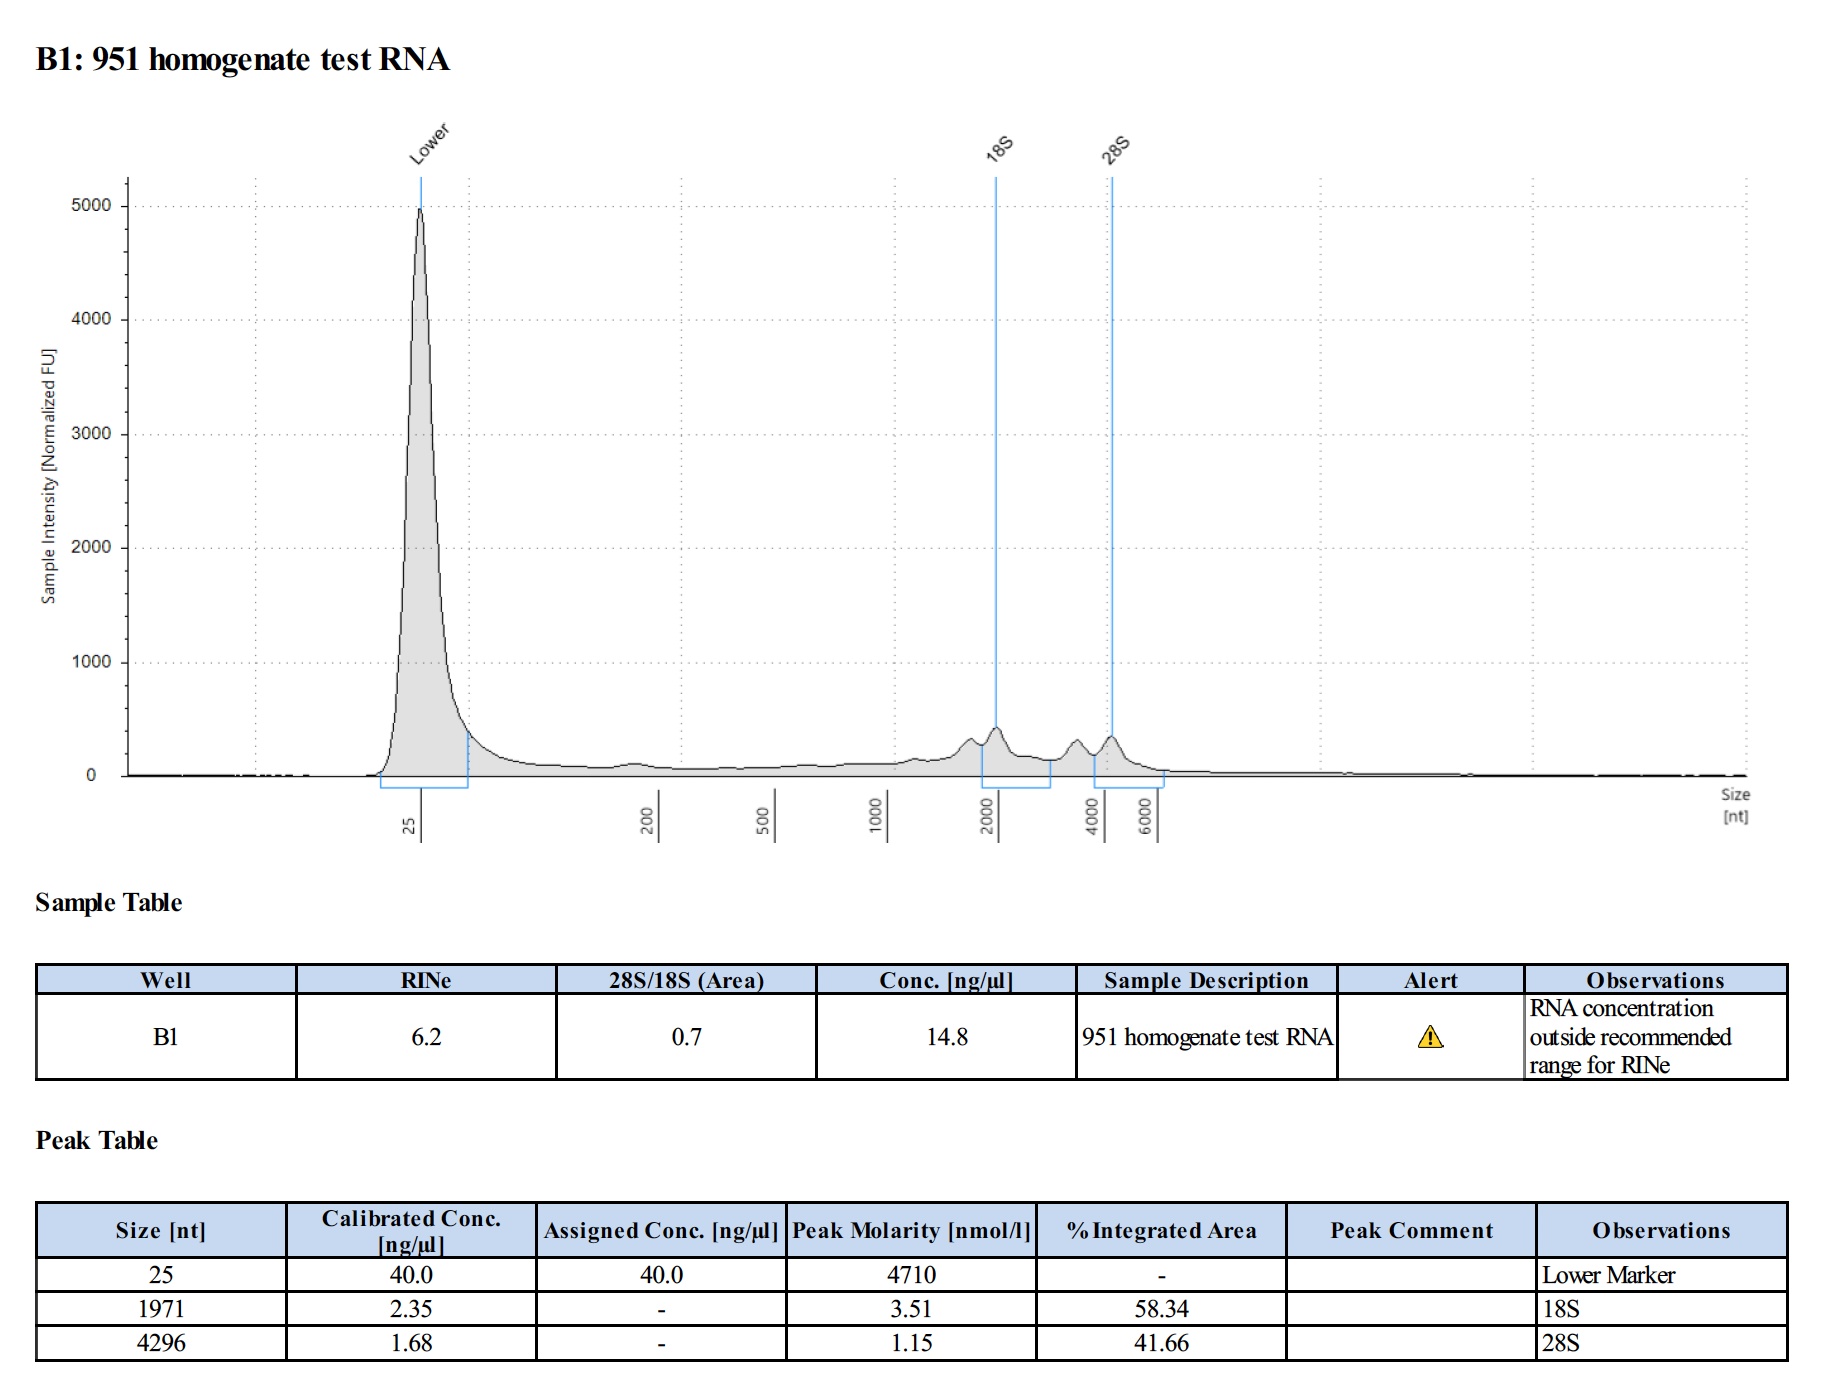 B1: 951 homogenate test RNA
Lower
18S
28S
5000
4000
3000
2000
1000
0
Sample Intensity [Normalized FU]
25
200
500
1000
2000
4000
6000
Size
[nt]
Sample Table
Well RINe 28S/18S (Area) Conc. [ng/µl] Sample Description Alert Observations
B1 6.2 0.7 14.8 951 homogenate test RNA RNA concentration
outside recommended
range for RINe
Peak Table
Size [nt] Calibrated Conc.
[ng/µl] Assigned Conc. [ng/µl] Peak Molarity [nmol/l] % Integrated Area Peak Comment Observations
25 40.0 40.0 4710 - Lower Marker
1971 2.35 - 3.51 58.34 18S
4296 1.68 - 1.15 41.66 28S